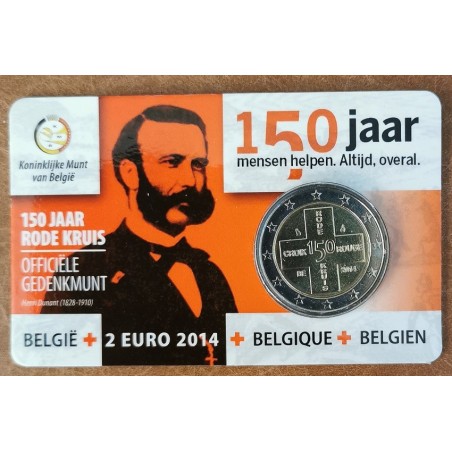 Koninklijke Munt
van België
150 JAAR
RODE KRUIS
OFFICIËLE
GEDENKMUNT
Henri Dunant (1828-1910)
150 jaar
mensen helpen. Altijd, overal.
RODE
CROIX 150 ROUGE
BE 2014
KRUIS
BELGIË + 2 EURO 2014 + BELGIQUE + BELGIEN